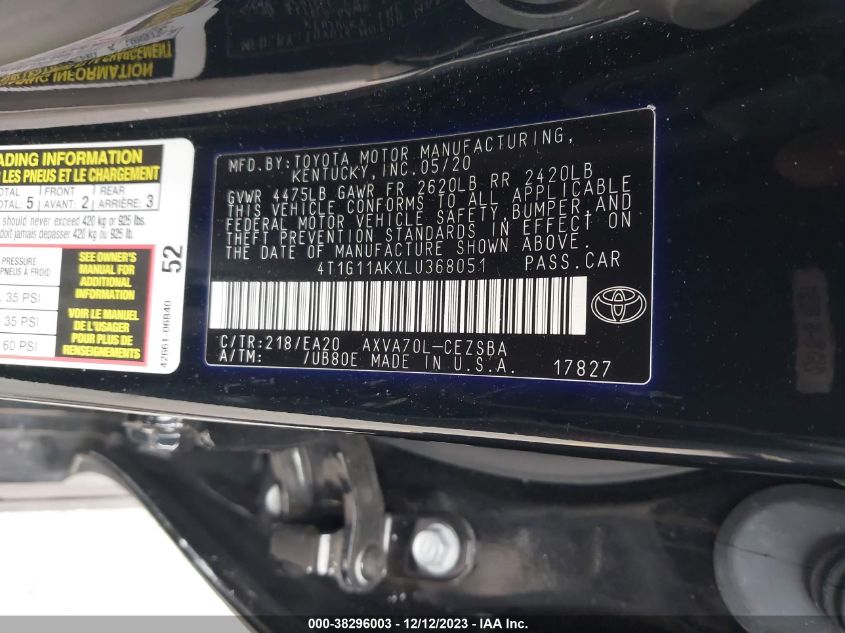 MFD.BY:TOYOTA MOTOR MANUFACTURING,
KENTUCKY, INC.05/20
GVWR 4475LB GAWR FR 2620LB RR 2420LB
THIS VEHICLE CONFORMS TO ALL APPLICABLE
FEDERAL MOTOR VEHICLE SAFETY, BUMPER, AND
THEFT PREVENTION STANDARDS IN EFFECT ON
THE DATE OF MANUFACTURE SHOWN ABOVE.
4T1G11AKXLU368051 PASS.CAR
C/TR:218/EA20 AXVA70L-CEZSBA
A/TM: /UB80E MADE IN U.S.A. 17827
TOYOTA
ADING INFORMATION
LES PNEUS ET LE CHARGEMENT
TOTAL FRONT REAR
TOTAL: 5 AVANT: 2 ARRIÈRE: 3
should never exceed 420 kg or 925 lbs.
doit jamais dépasser 420 kg ou 925 lb.
PRESSURE
PNEUS À FROID
35 PSI
35 PSI
60 PSI
SEE OWNER'S
MANUAL FOR
ADDITIONAL
INFORMATION
VOIR LE MANUEL
DE L'USAGER
POUR PLUS DE
RENSEIGNEMENTS
52
42661-06B40
000-38296003 - 12/12/2023 - IAA Inc.